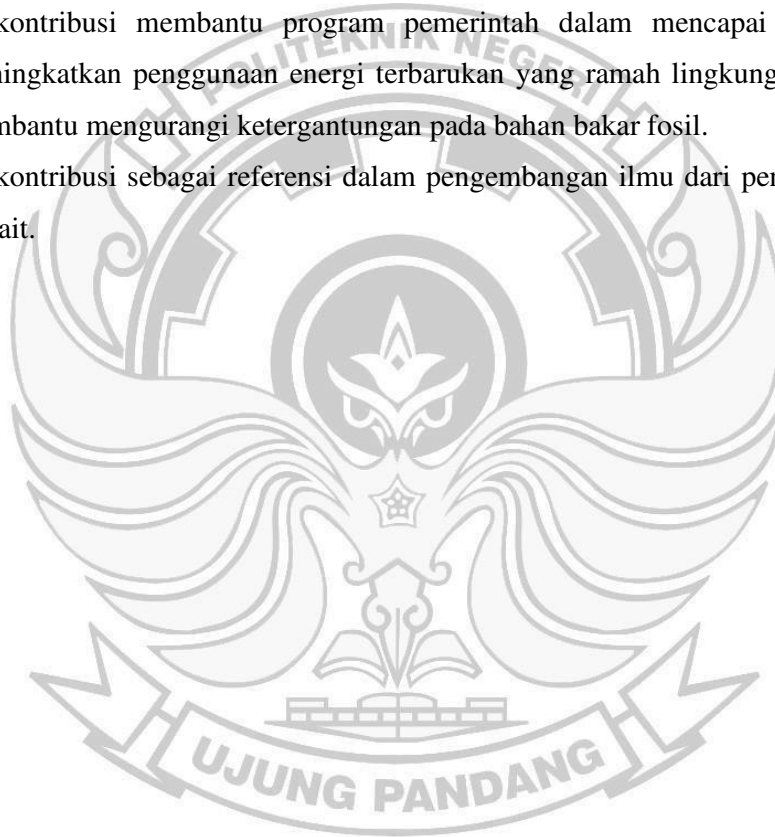 kontribusi membantu program pemerintah dalam mencapai
ningkatkan penggunaan energi terbarukan yang ramah lingkung
mbantu mengurangi ketergantungan pada bahan bakar fosil.
kontribusi sebagai referensi dalam pengembangan ilmu dari pen
ait.
POLITEKNIK NEGERI
UJUNG PANDANG